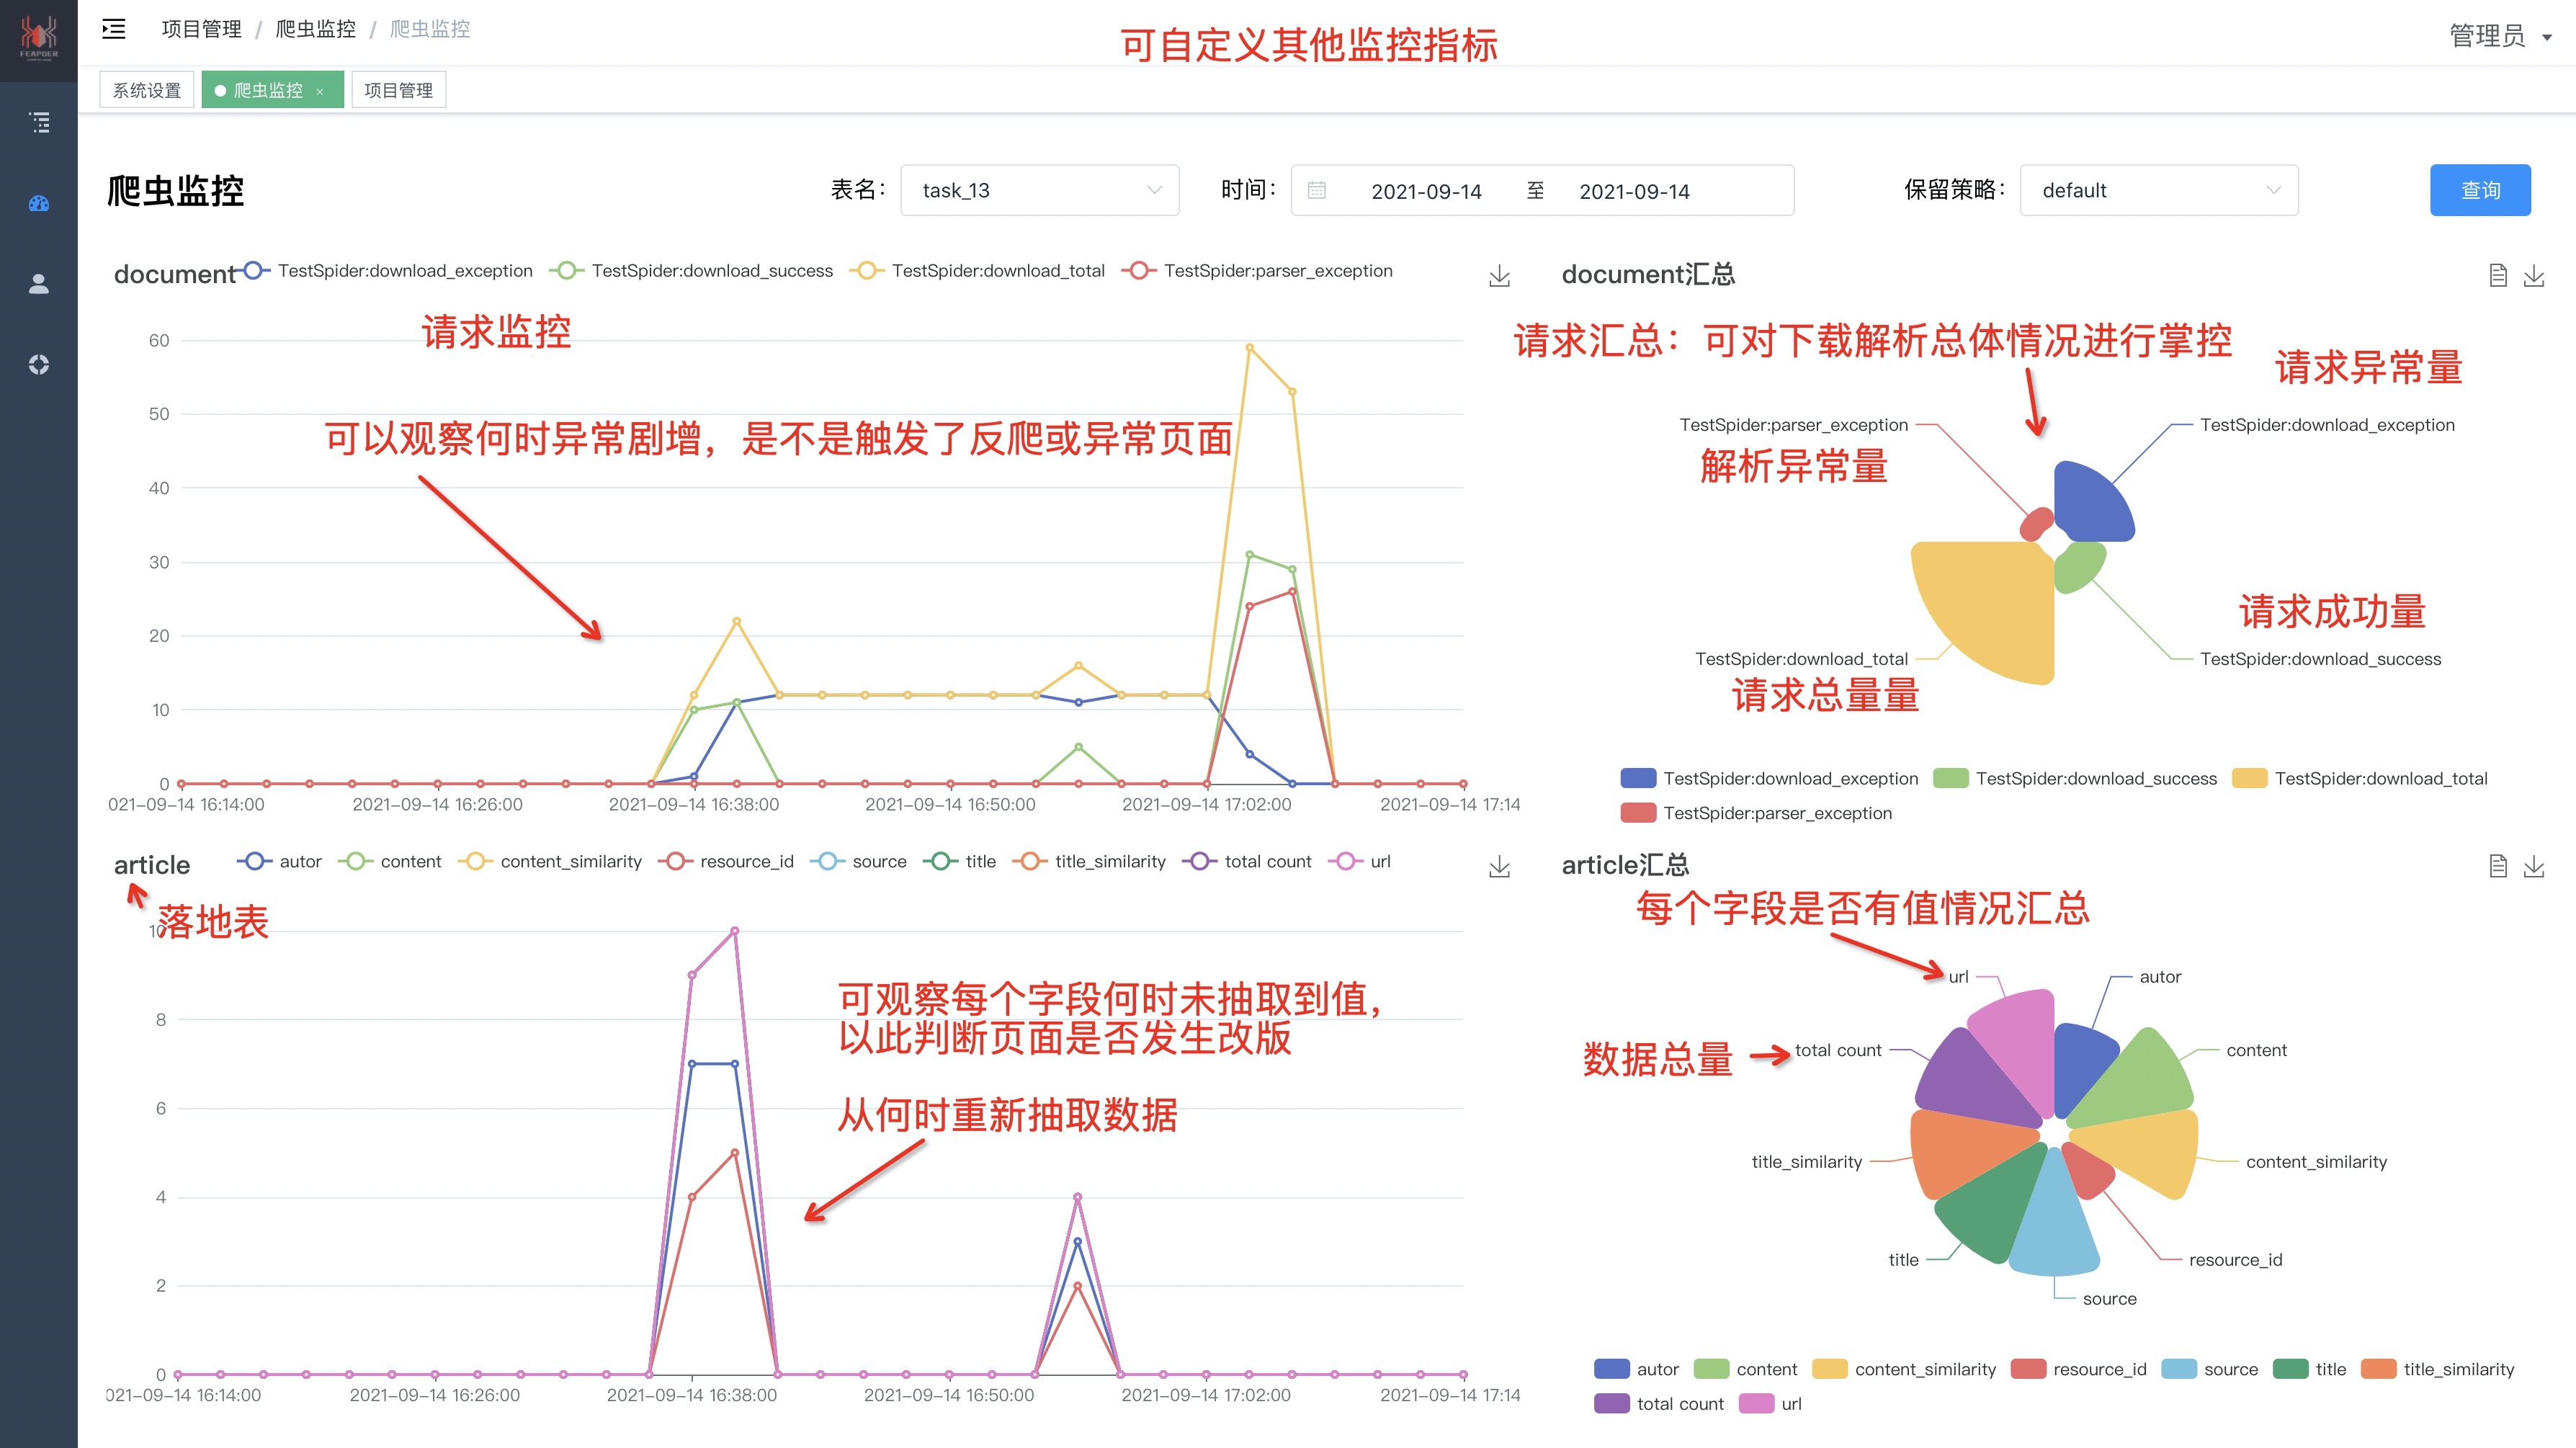 FEAPDER
项目管理 / 爬虫监控 / 爬虫监控
可自定义其他监控指标
管理员
系统设置
爬虫监控 ×
项目管理
爬虫监控
表名： task_13
时间： 2021-09-14 至 2021-09-14
保留策略： default
查询
document
TestSpider:download_exception TestSpider:download_success TestSpider:download_total TestSpider:parser_exception
请求监控
可以观察何时异常剧增，是不是触发了反爬或异常页面
60
50
40
30
20
10
0
021-09-14 16:14:00 2021-09-14 16:26:00 2021-09-14 16:38:00 2021-09-14 16:50:00 2021-09-14 17:02:00 2021-09-14 17:14
document汇总
请求汇总：可对下载解析总体情况进行掌控
请求异常量
TestSpider:parser_exception
TestSpider:download_exception
解析异常量
请求成功量
TestSpider:download_total
TestSpider:download_success
请求总量量
TestSpider:download_exception TestSpider:download_success TestSpider:download_total
TestSpider:parser_exception
article
autor content content_similarity resource_id source title title_similarity total count url
落地表
可观察每个字段何时未抽取到值，
以此判断页面是否发生改版
从何时重新抽取数据
10
8
6
4
2
0
021-09-14 16:14:00 2021-09-14 16:26:00 2021-09-14 16:38:00 2021-09-14 16:50:00 2021-09-14 17:02:00 2021-09-14 17:14
article汇总
每个字段是否有值情况汇总
url
autor
数据总量
total count
content
title_similarity
content_similarity
title
resource_id
source
autor content content_similarity resource_id source title title_similarity
total count url